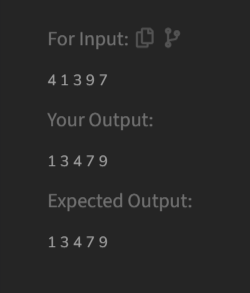 For Input:
4 1 3 9 7
Your Output:
1 3 4 7 9
Expected Output:
1 3 4 7 9